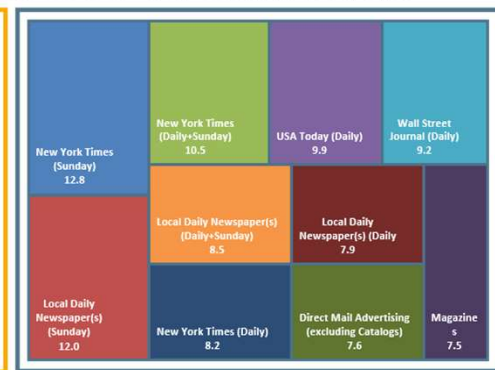 New York Times
(Sunday)
12.8
New York Times
(Daily+Sunday)
10.5
USA Today (Daily)
9.9
Wall Street
Journal (Daily)
9.2
Local Daily
Newspaper(s)
(Sunday)
12.0
Local Daily Newspaper(s)
(Daily+Sunday)
8.5
Local Daily
Newspaper(s) (Daily
7.9
New York Times (Daily)
8.2
Direct Mail Advertising
(excluding Catalogs)
7.6
Magazine
s
7.5